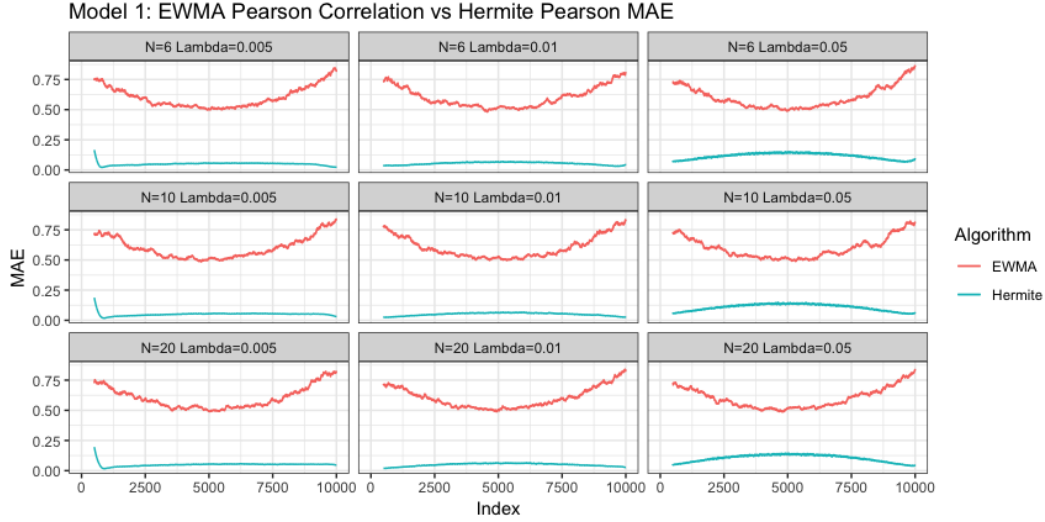 Model 1: EWMA Pearson Correlation vs Hermite Pearson MAE
N=6 Lambda=0.005 N=6 Lambda=0.01 N=6 Lambda=0.05
0.75
0.50
0.25
0.00
N=10 Lambda=0.005 N=10 Lambda=0.01 N=10 Lambda=0.05
0.75
0.50
0.25
0.00
MAE
N=20 Lambda=0.005 N=20 Lambda=0.01 N=20 Lambda=0.05
0.75
0.50
0.25
0.00
0 2500 5000 7500 10000 0 2500 5000 7500 10000 0 2500 5000 7500 10000
Index
Algorithm
EWMA
Hermite